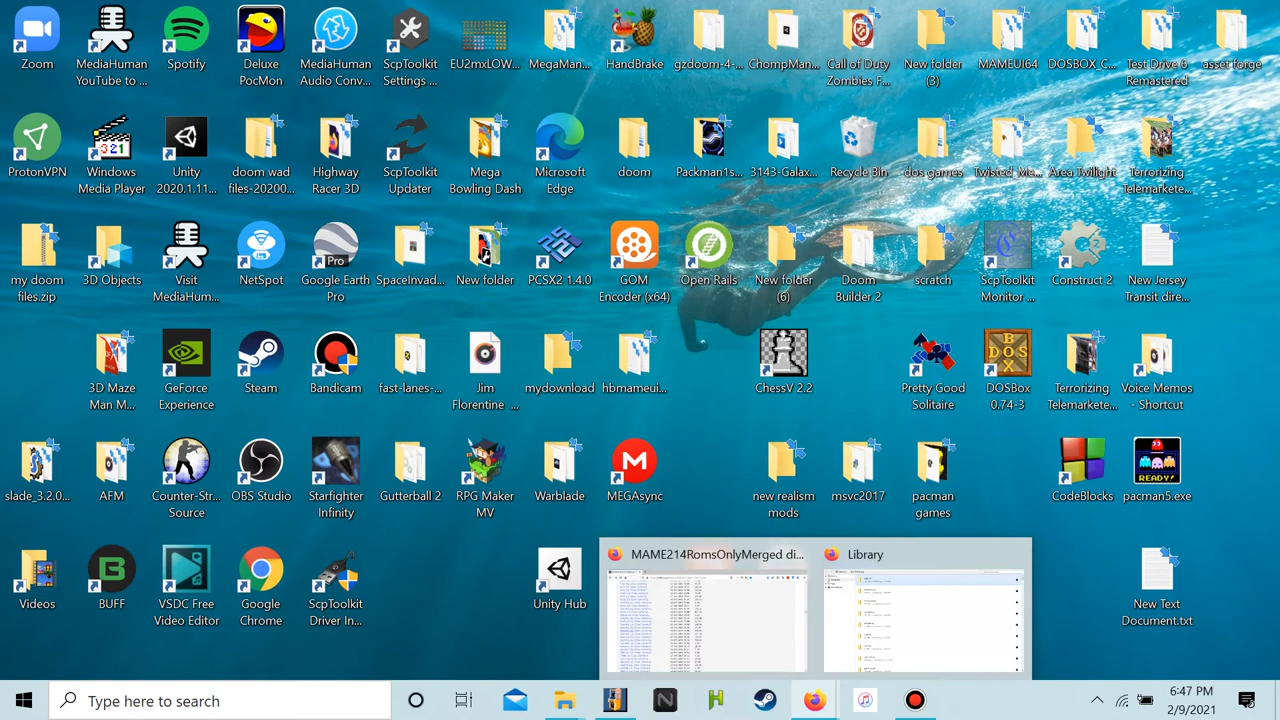 Zoom
MediaHuman
YouTube to ...
Spotify
Deluxe
PocMon
MediaHuman
Audio Conv...
ScpToolkit
Settings ...
EU2mxLOW...
MegaMan...
HandBrake
gzdoom-4-...
ChompMan...
Call of Duty
Zombies F...
New folder
(3)
MAMEUI64
DOSBOX_C...
Test Drive 6
Remastered
asset forge
ProtonVPN
321
Windows
Media Player
Unity
2020.1.11...
doom wad
files-20200...
Highway
Racer 3D
ScpToolkit
Updater
Mega
Bowling Dash
Microsoft
Edge
doom
Packman1s...
3143-Galax...
Recycle Bin
dos games
Twisted_Me...
Area Twilight
Terrorizing
Telemarkete...
my doom
files.zip
3D Objects
Visit
MediaHum...
NetSpot
Pro
Google Earth
Pro
SpaceInvad...
New folder
PCSX2 1.4.0
GOM
Encoder (x64)
Open Rails
New folder
(6)
Doom
Builder 2
scratch
ScpToolkit
Monitor ...
Construct 2
New Jersey
Transit dire...
3D Maze
Man M...
GeForce
Experience
Steam
Bandicam
fast-lanes-...
Jim
Florentine_...
mydownload
hbmameui...
ChessV 2.2
Pretty Good
Solitaire
DOS
BOX
DOSBox
0.74-3
Terrorizing
Telemarkete...
Voice Memos
- Shortcut
slade_3.2.0...
AFM
Counter-Str...
Source
OBS Studio
Starfighter
Infinity
Gutterball 2
RPG Maker
MV
Warblade
M
MEGAsync
new realism
mods
msvc2017
pacman
games
CodeBlocks
READY!
pacman5.exe
Videos
B
BUFF
Google
Chrome
ScpToolkit
Unity Hub
MAME214RomsOnlyMerged di...
Library
New Text
Document.txt
Type here to search
N
H
6:47 PM
2/9/2021